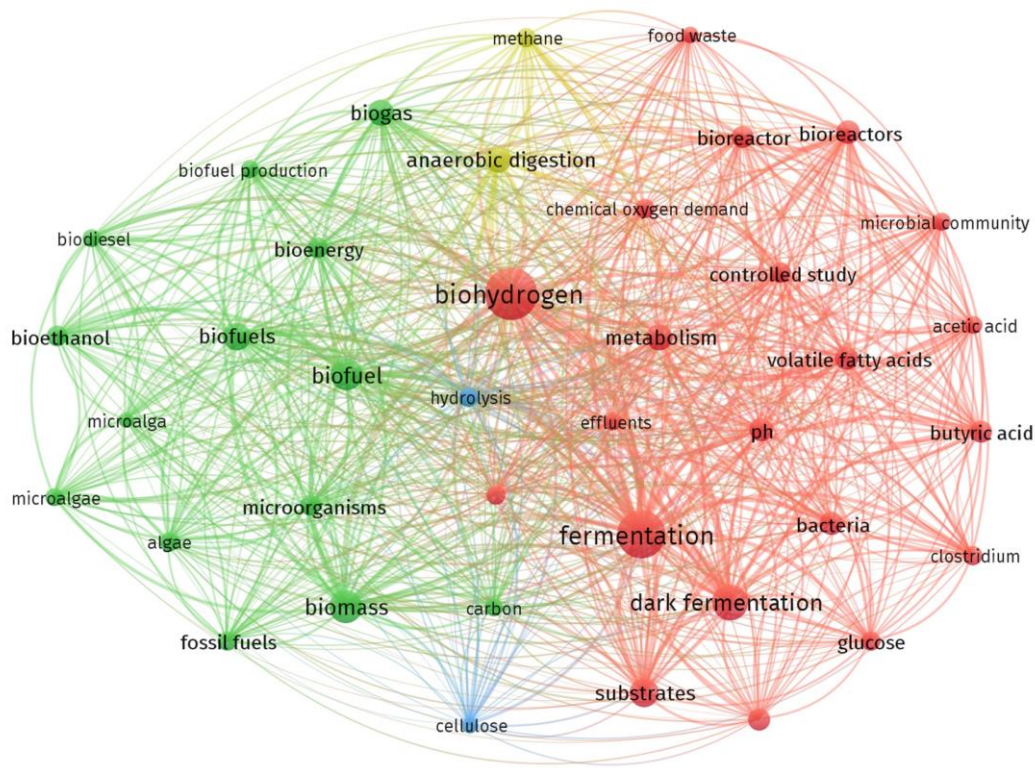 methane
food waste
biogas
bioreactor
bioreactors
anaerobic digestion
biofuel production
chemical oxygen demand
microbial community
biodiesel
bioenergy
controlled study
biohydrogen
acetic acid
bioethanol
biofuels
metabolism
volatile fatty acids
biofuel
hydrolysis
microalga
effluents
ph
butyric acid
microalgae
microorganisms
bacteria
algae
fermentation
clostridium
biomass
carbon
dark fermentation
fossil fuels
glucose
substrates
cellulose